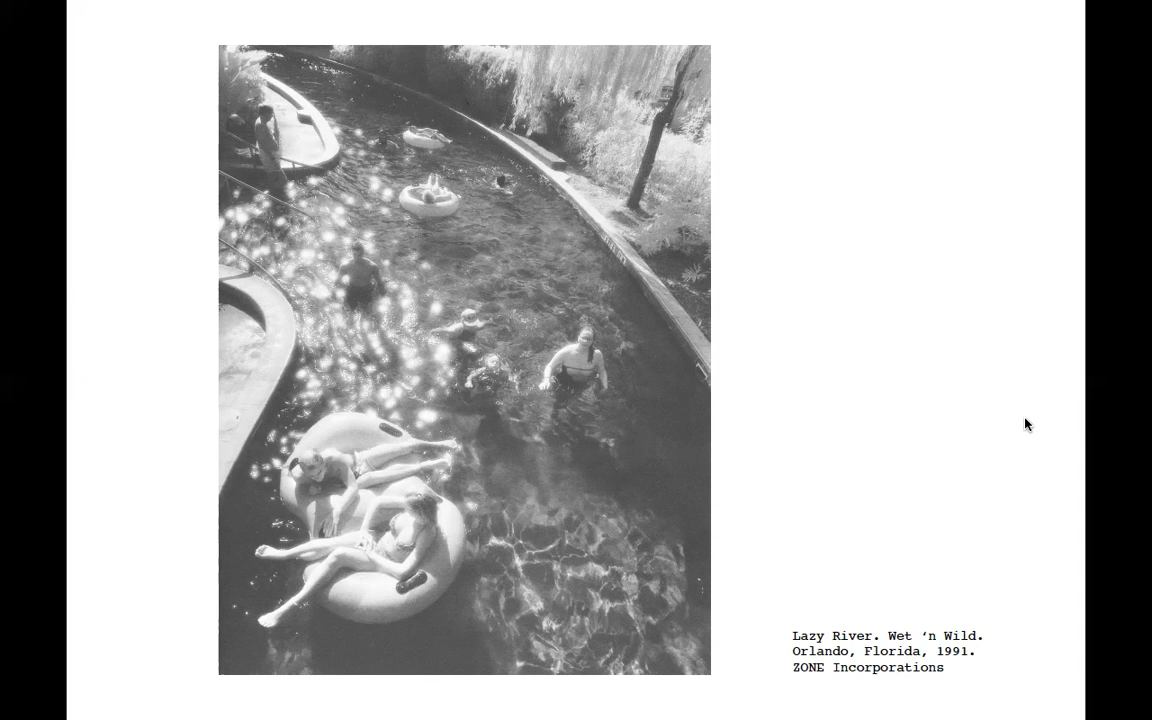 Lazy River. Wet ‘n Wild.
Orlando, Florida, 1991.
ZONE Incorporations